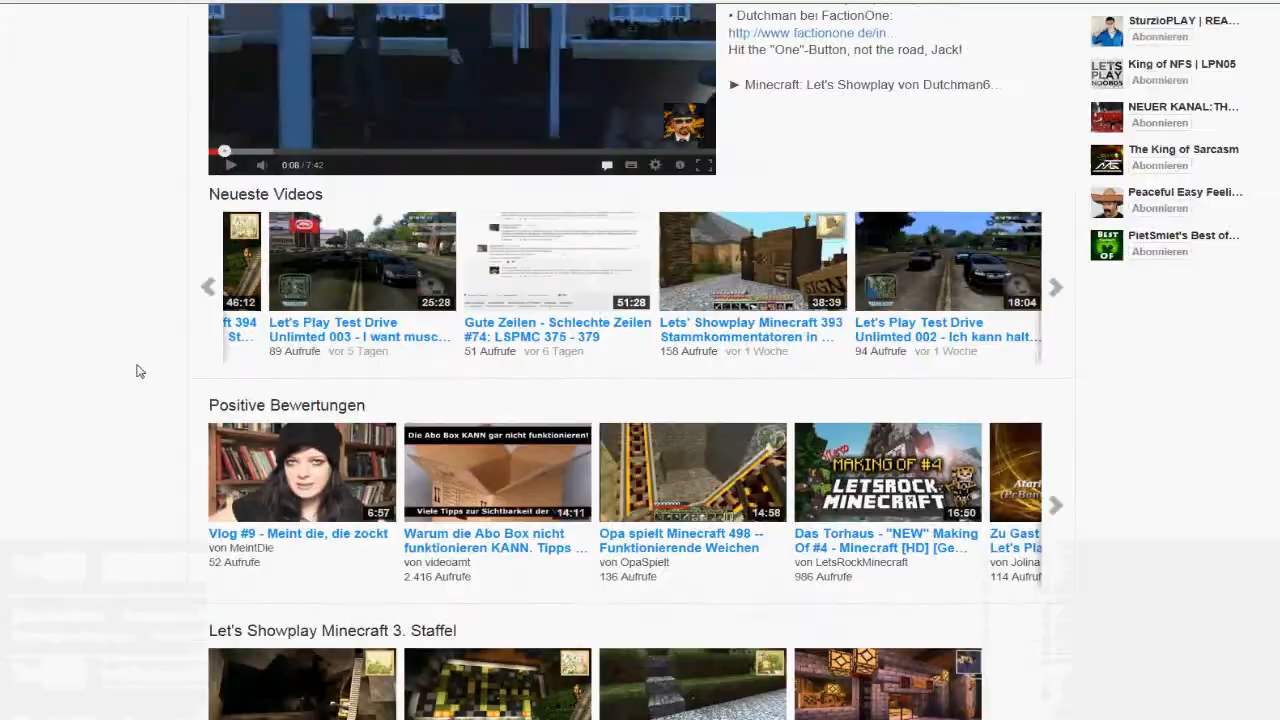 • Dutchman bei FactionOne:
http://www.factionone.de/in...
Hit the "One"-Button, not the road, Jack!
► Minecraft: Let's Showplay von Dutchman6...
0:08 / 7:42
SturzioPLAY | REA...
Abonnieren
LETS PLAY NOOB05
King of NFS | LPN05
Abonnieren
NEUER KANAL: TH...
Abonnieren
The King of Sarcasm
Abonnieren
Peaceful Easy Feeli...
Abonnieren
BEST OF
PietSmiet's Best of...
Abonnieren
Neueste Videos
46:12
25:28
51:28
38:39
18:04
ft 394
St...
Let's Play Test Drive
Unlimited 003 - I want musc...
89 Aufrufe vor 5 Tagen
Gute Zeilen - Schlechte Zeilen
#74: LSPMC 375 - 379
51 Aufrufe vor 6 Tagen
Lets' Showplay Minecraft 393
Stammkommentatoren in ...
158 Aufrufe vor 1 Woche
Let's Play Test Drive
Unlimted 002 - Ich kann halt...
94 Aufrufe vor 1 Woche
Positive Bewertungen
6:57
Die Abo Box KANN gar nicht funktionieren!
Viele Tipps zur Sichtbarkeit der
14:11
14:58
MAKING OF #4
LETSROCK
MINECRAFT
16:50
Atari
Vlog #9 - Meint die, die zockt
von MeintDie
52 Aufrufe
Warum die Abo Box nicht
funktionieren KANN. Tipps ...
von videoamt
2.416 Aufrufe
Opa spielt Minecraft 498 --
Funktionierende Weichen
von OpaSpielt
136 Aufrufe
Das Torhaus - "NEW" Making
Of #4 - Minecraft [HD] [Ge...
von LetsRockMinecraft
986 Aufrufe
Zu Gast
Let's Pla
von Jolina
114 Aufruf
Let's Showplay Minecraft 3. Staffel